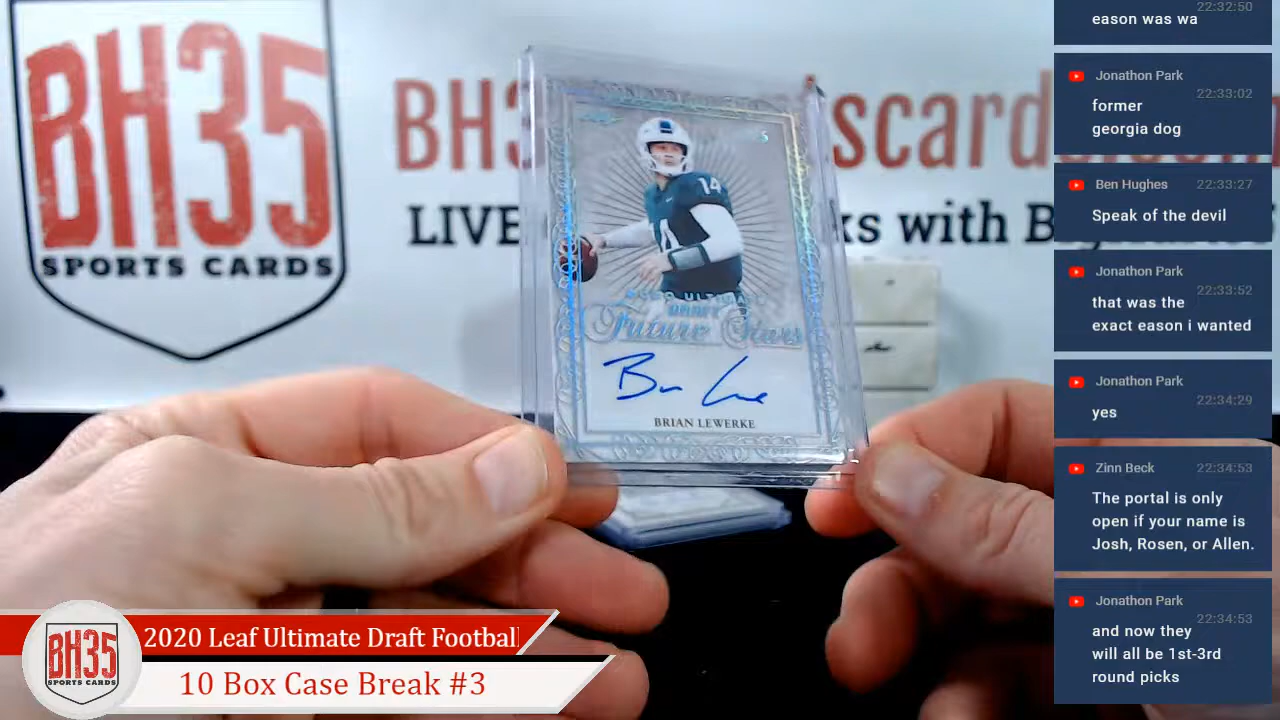 BH35
SPORTS CARDS
BH3
scard
LIVE
ks with B
14
14
DRAFT
Future Stars
BRIAN LEWERKE
22:32:50
eason was wa
Jonathon Park
22:33:02
former
georgia dog
Ben Hughes 22:33:27
Speak of the devil
Jonathon Park
22:33:52
that was the
exact eason i wanted
Jonathon Park
22:34:29
yes
Zinn Beck 22:34:53
The portal is only
open if your name is
Josh, Rosen, or Allen.
Jonathon Park
22:34:53
and now they
will all be 1st-3rd
round picks
BH35
SPORTS CARDS
2020 Leaf Ultimate Draft Football
10 Box Case Break #3